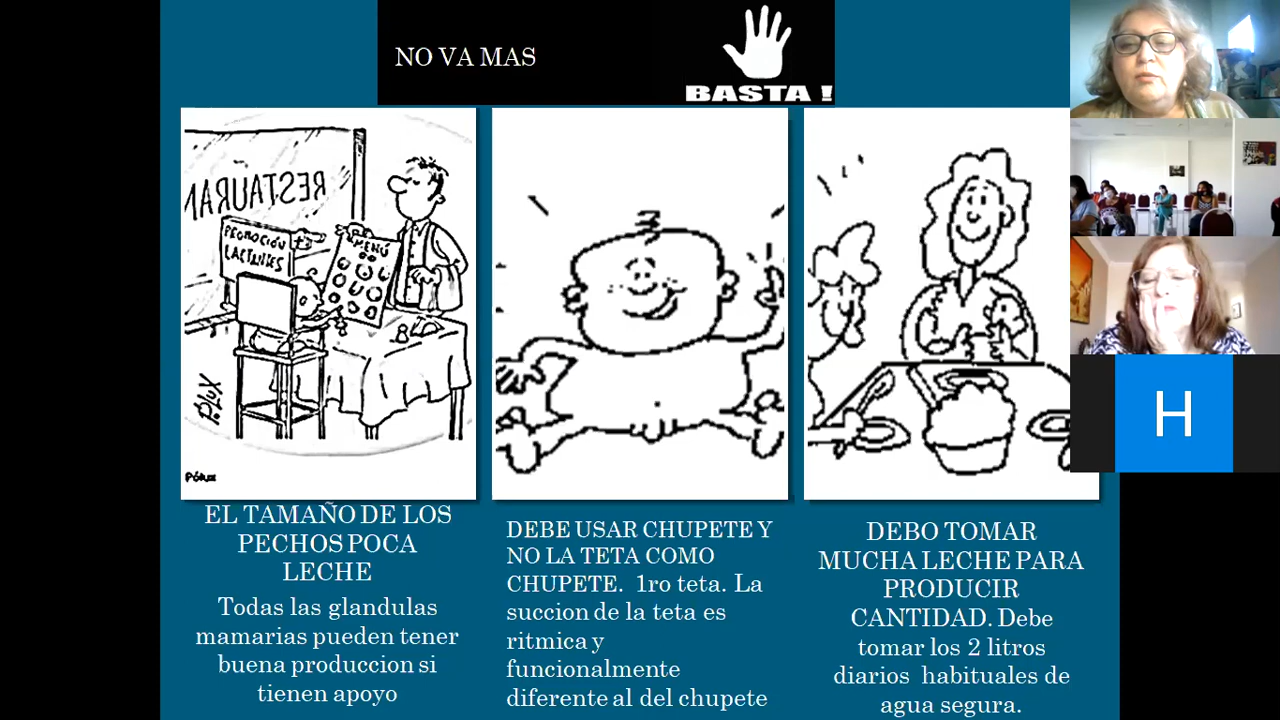 NO VA MAS
BASTA !
RESTAURAN
PROMOCIÓN
LACTANTES
MENÚ
Pólux
EL TAMAÑO DE LOS
PECHOS POCA
LECHE
Todas las glandulas
mamarias pueden tener
buena produccion si
tienen apoyo
DEBE USAR CHUPETE Y
NO LA TETA COMO
CHUPETE. 1ro teta. La
succion de la teta es
ritmica y
funcionalmente
diferente al del chupete
DEBO TOMAR
MUCHA LECHE PARA
PRODUCIR
CANTIDAD. Debe
tomar los 2 litros
diarios habituales de
agua segura.
H